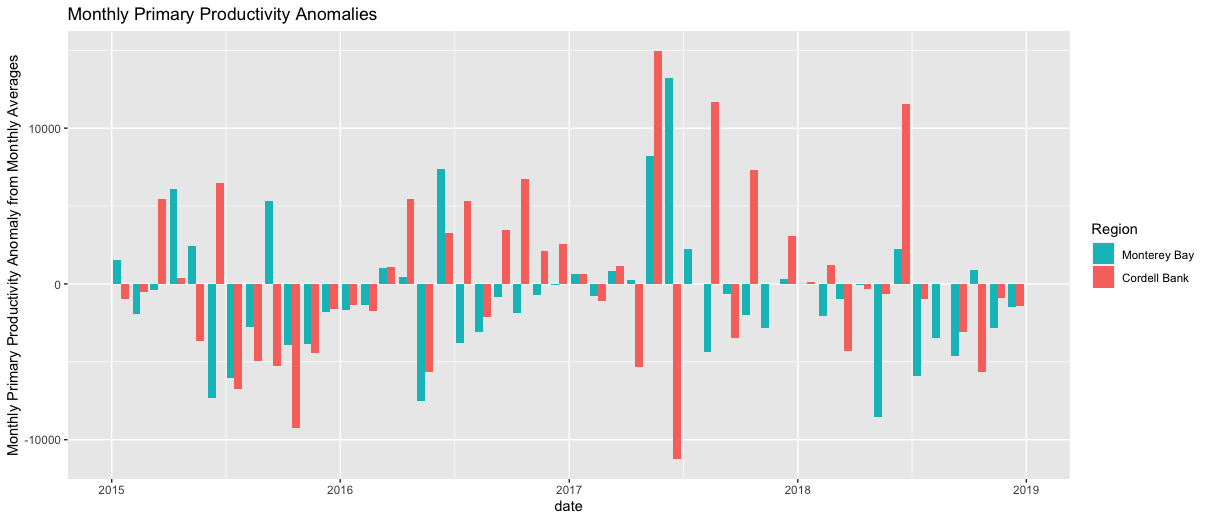 Monthly Primary Productivity Anomalies
Monthly Primary Productivity Anomaly from Monthly Averages
10000
0
-10000
2015
2016
2017
2018
2019
date
Region
Monterey Bay
Cordell Bank